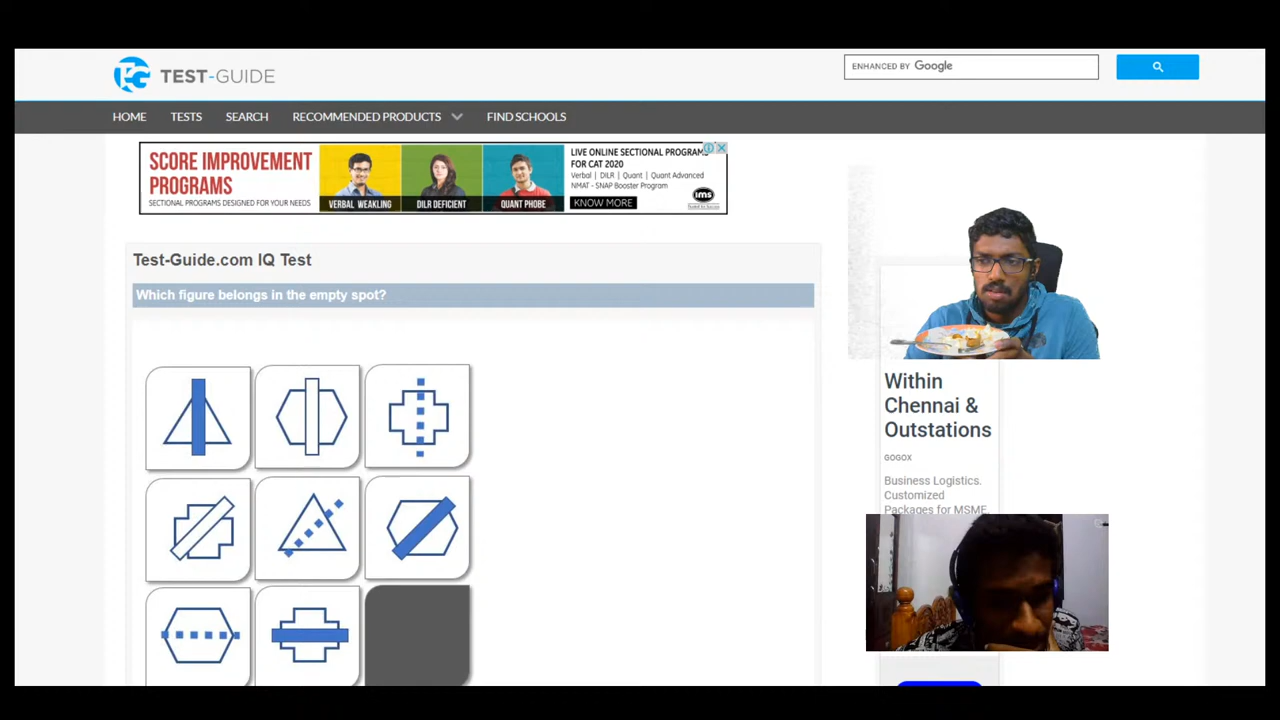 TEST-GUIDE
ENHANCED BY Google
HOME TESTS SEARCH RECOMMENDED PRODUCTS FIND SCHOOLS
SCORE IMPROVEMENT
PROGRAMS
SECTIONAL PROGRAMS DESIGNED FOR YOUR NEEDS
VERBAL WEAKLING
DILR DEFICIENT
QUANT PHOBE
LIVE ONLINE SECTIONAL PROGRAMS
FOR CAT 2020
Verbal | DILR | Quant | Quant Advanced
NMAT - SNAP Booster Program
KNOW MORE
ims
Test-Guide.com IQ Test
Which figure belongs in the empty spot?
Within
Chennai &
Outstations
GOGOX
Business Logistics.
Customized
Packages for MSME,